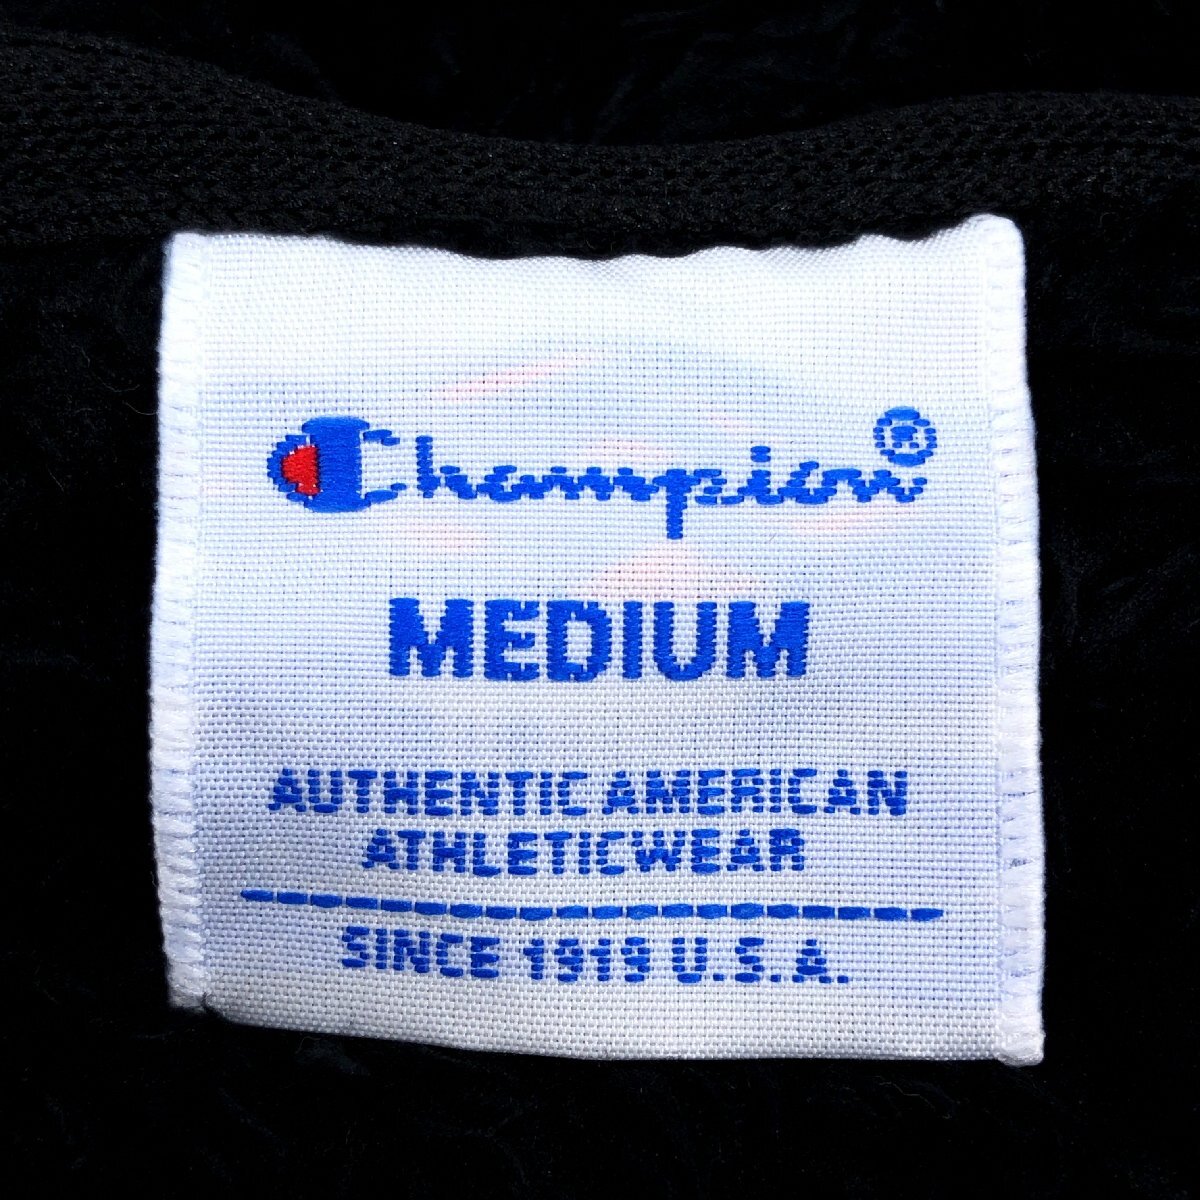 Champion®
MEDIUM
AUTHENTIC AMERICAN
ATHLETICWEAR
SINCE 1919 U.S.A.